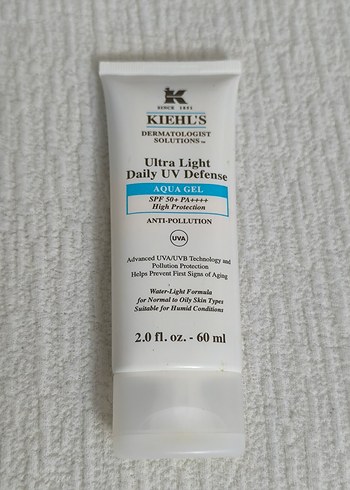 K
SINCE 1851
KIEHL'S
DERMATOLOGIST
SOLUTIONS™
Ultra Light
Daily UV Defense
AQUA GEL
SPF 50+ PA++++
High Protection
ANTI-POLLUTION
UVA
Advanced UVA/UVB Technology and
Pollution Protection
Helps Prevent First Signs of Aging
Water-Light Formula
for Normal to Oily Skin Types
Suitable for Humid Conditions
2.0 fl. oz. - 60 ml